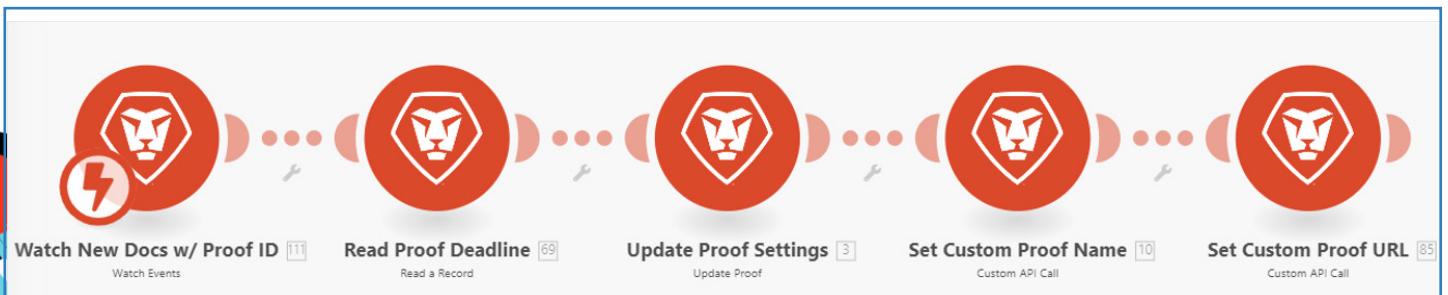 Watch New Docs w/ Proof ID 111
Watch Events
Read Proof Deadline 69
Read a Record
Update Proof Settings 3
Update Proof
Set Custom Proof Name 10
Custom API Call
Set Custom Proof URL 85
Custom API Call